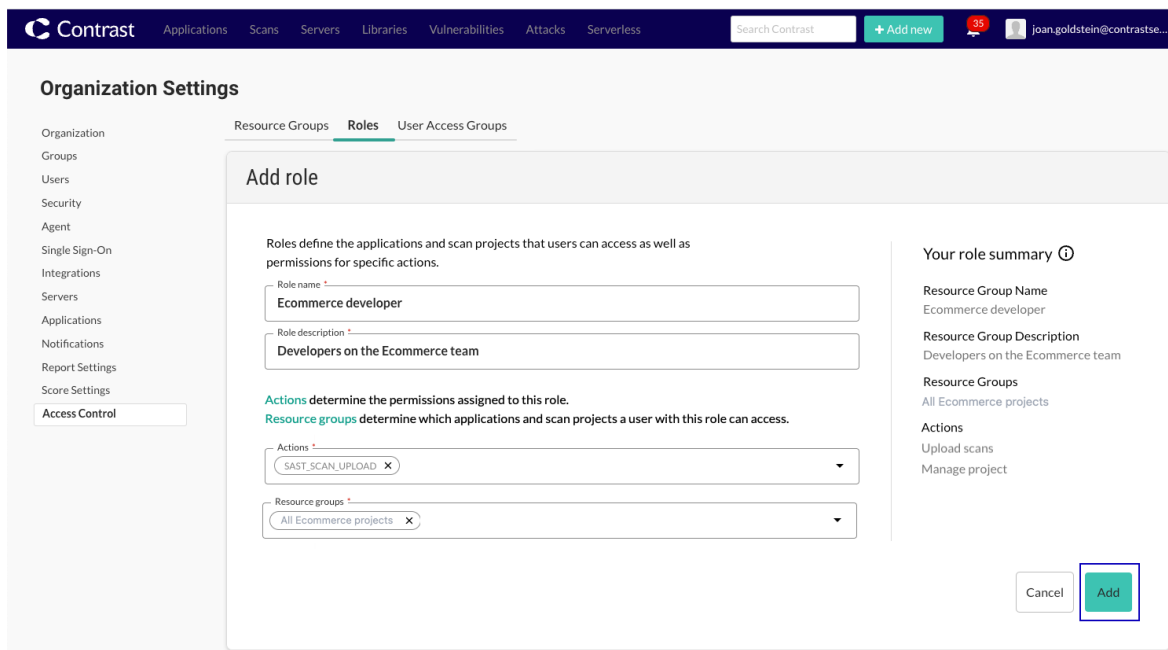 Contrast
Applications Scans Servers Libraries Vulnerabilities Attacks Serverless
Search Contrast
+ Add new
35
joan.goldstein@contrastse...
Organization Settings
Organization
Groups
Users
Security
Agent
Single Sign-On
Integrations
Servers
Applications
Notifications
Report Settings
Score Settings
Access Control
Resource Groups Roles User Access Groups
Add role
Roles define the applications and scan projects that users can access as well as
permissions for specific actions.
Role name *
Ecommerce developer
Role description *
Developers on the Ecommerce team
Actions determine the permissions assigned to this role.
Resource groups determine which applications and scan projects a user with this role can access.
Actions *
SAST_SCAN_UPLOAD
Resource groups *
All Ecommerce projects
Your role summary
Resource Group Name
Ecommerce developer
Resource Group Description
Developers on the Ecommerce team
Resource Groups
All Ecommerce projects
Actions
Upload scans
Manage project
Cancel
Add